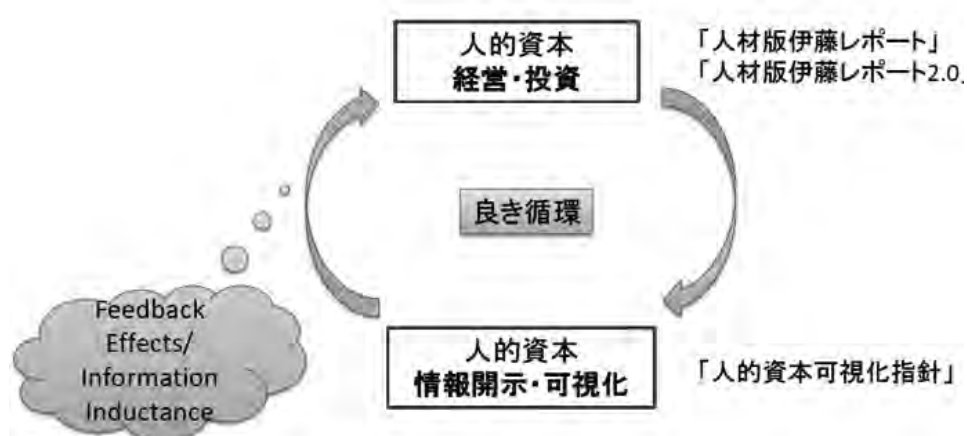 人的資本
経営・投資
「人材版伊藤レポート」
「人材版伊藤レポート2.0」
良き循環
Feedback
Effects/
Information
Inductance
人的資本
情報開示・可視化
「人的資本可視化指針」